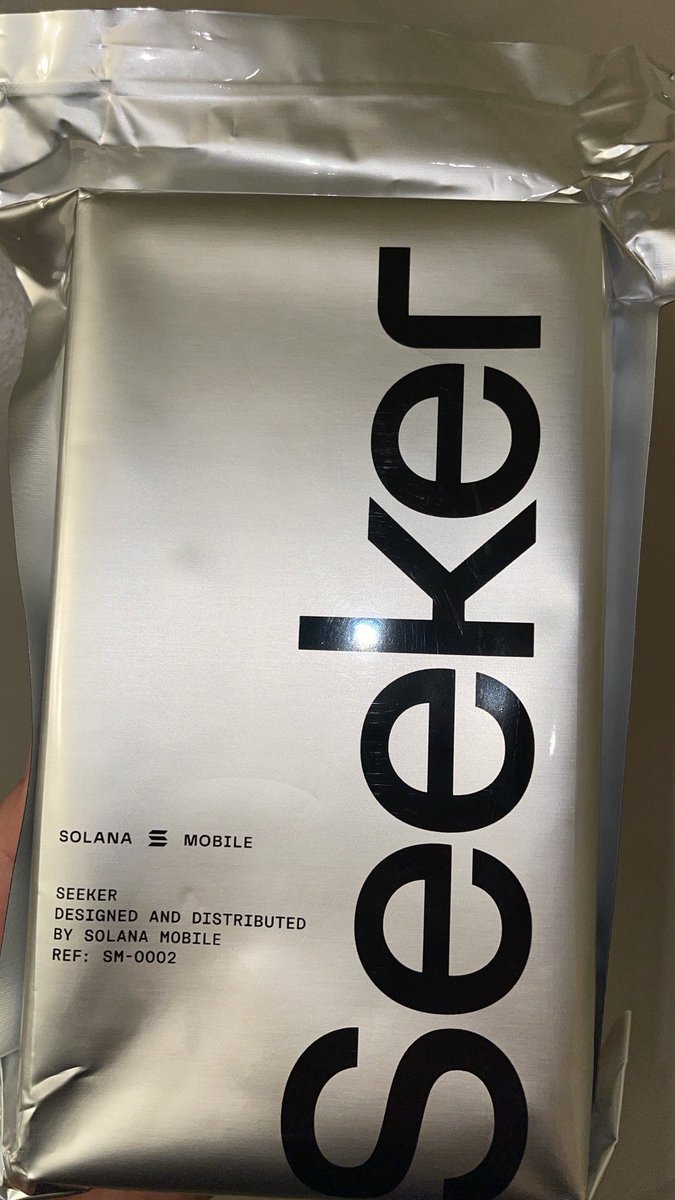 Seeker
SOLANA MOBILE
SEEKER
DESIGNED AND DISTRIBUTED
BY SOLANA MOBILE
REF: SM-0002